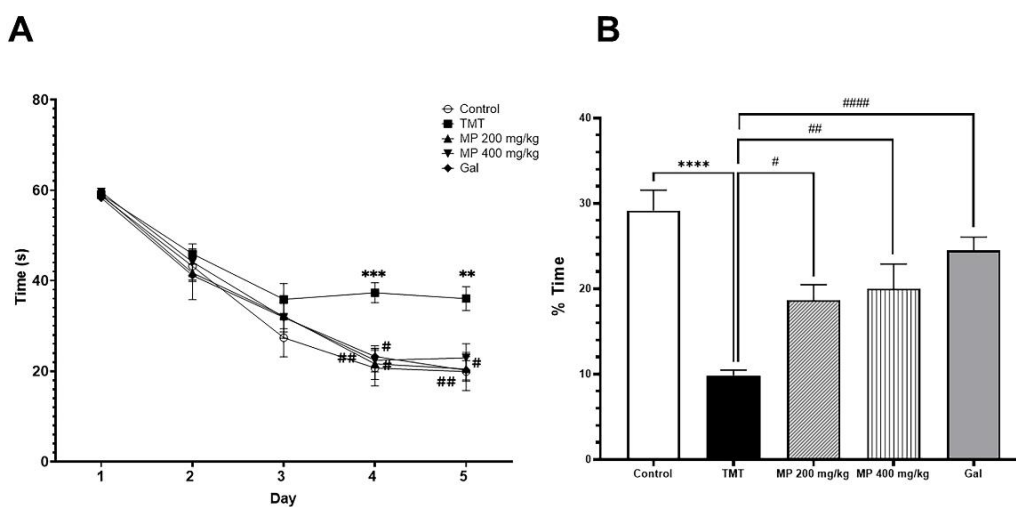 A
80
60
40
20
0
Time (s)
Control
TMT
MP 200 mg/kg
MP 400 mg/kg
Gal
***
**
#
##
#
#
##
1 2 3 4 5
Day
B
40
30
20
10
0
% Time
####
##
****
#
Control TMT MP 200 mg/kg MP 400 mg/kg Gal